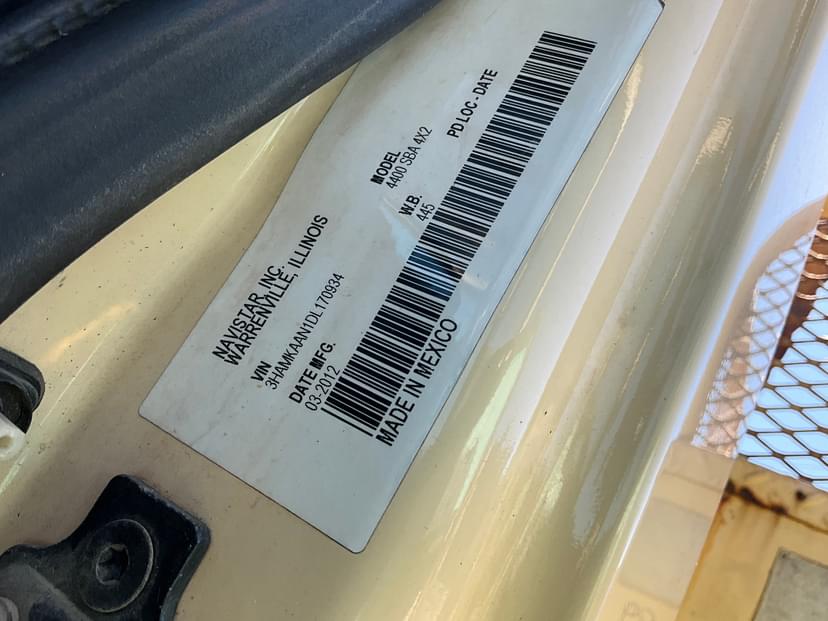 NAVISTAR, INC.
WARRENVILLE, ILLINOIS
VIN
3HAMKAAN1DL170934
MODEL
4400 SBA 4X2
DATE MFG.
03-2012
W.B.
445
PD LOC - DATE
MADE IN MEXICO